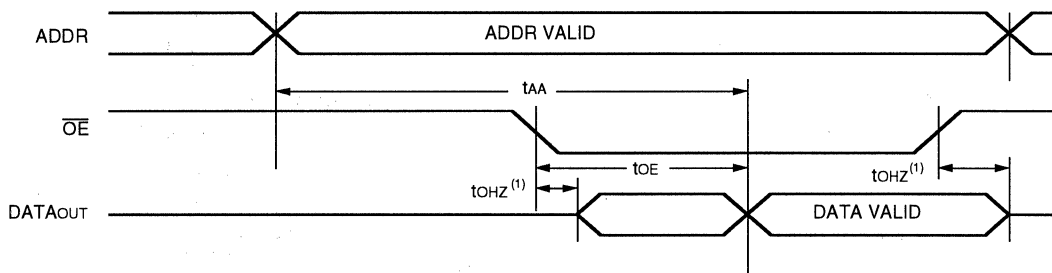 ADDR
ADDR VALID
tAA
OE
tOE
tOHZ(1)
tOHZ(1)
DATAOUT
DATA VALID